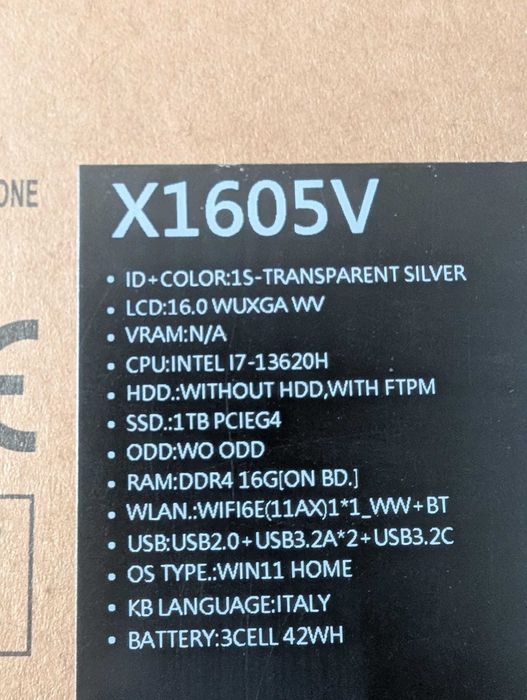 ONE
X1605V
• ID+COLOR:1S-TRANSPARENT SILVER
• LCD:16.0 WUXGA WV
• VRAM:N/A
• CPU:INTEL I7-13620H
• HDD.:WITHOUT HDD,WITH FTPM
• SSD.:1TB PCIEG4
• ODD:WO ODD
• RAM:DDR4 16G[ON BD.]
• WLAN.:WIFI6E(11AX)1*1_WW+BT
• USB:USB2.0+USB3.2A*2+USB3.2C
• OS TYPE.:WIN11 HOME
• KB LANGUAGE:ITALY
• BATTERY:3CELL 42WH